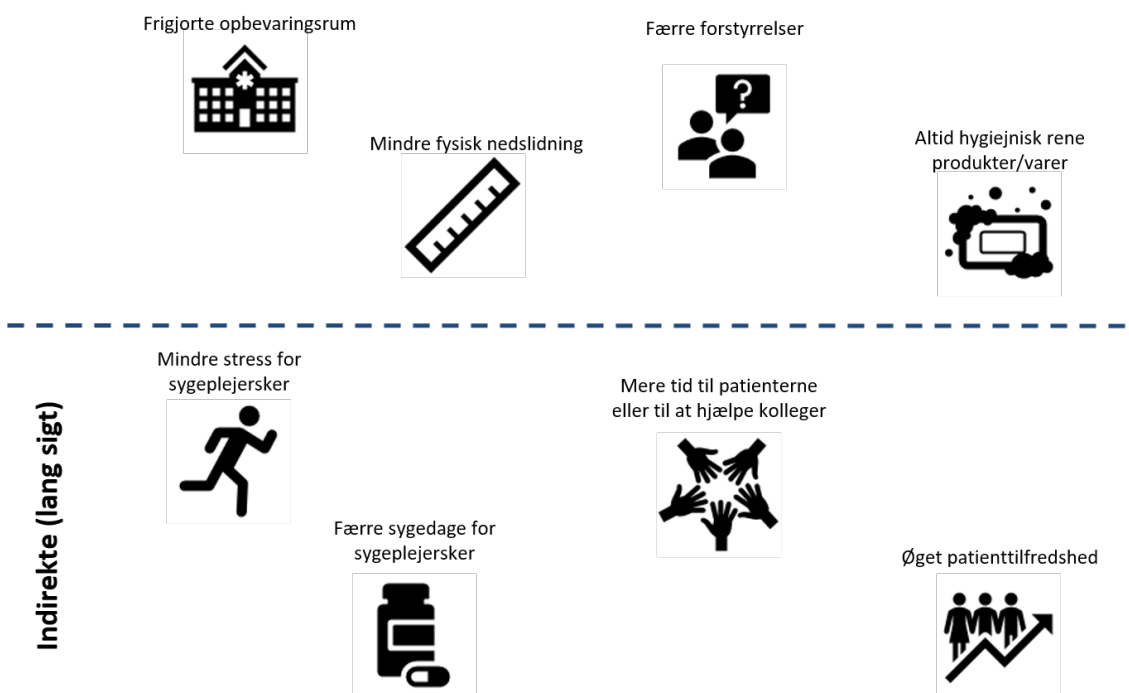 Frigjorte opbevaringsrum
Færre forstyrrelser
Mindre fysisk nedslidning
Altid hygiejnisk rene
produkter/varer
Indirekte (lang sigt)
Mindre stress for
sygeplejersker
Mere tid til patienterne
eller til at hjælpe kolleger
Færre sygedage for
sygeplejersker
Øget patienttilfredshed